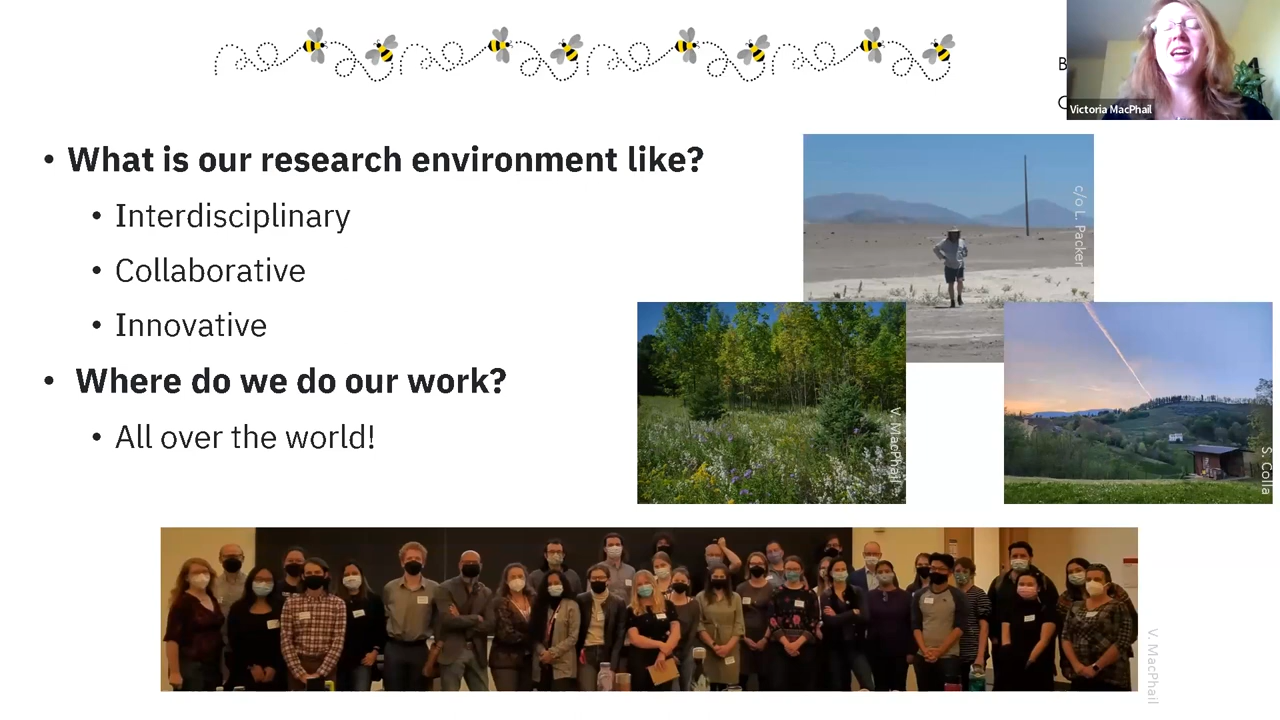 B
C
Victoria MacPhail
• What is our research environment like?
• Interdisciplinary
• Collaborative
• Innovative
• Where do we do our work?
• All over the world!
c/o L. Packer
V. MacPhail
S. Colla
V. MacPhail